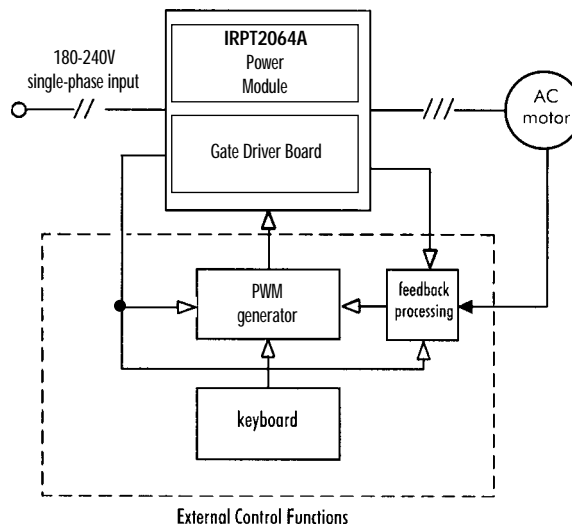 IRPT2064A
Power
Module
180-240V
single-phase input
AC
motor
Gate Driver Board
PWM
generator
feedback
processing
keyboard
External Control Functions